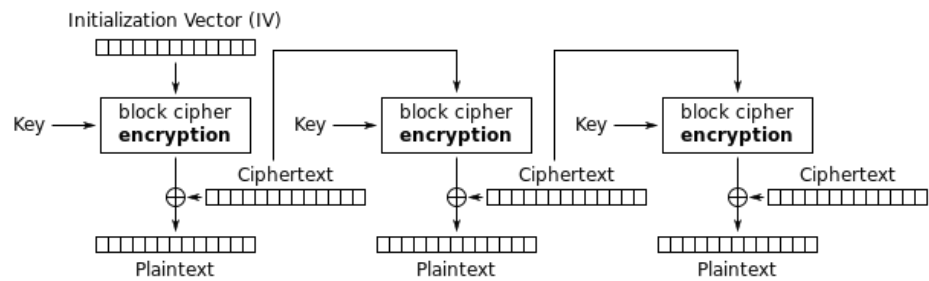 Initialization Vector (IV)
Key
block cipher
encryption
Key
block cipher
encryption
Key
block cipher
encryption
Ciphertext
Ciphertext
Ciphertext
Plaintext
Plaintext
Plaintext